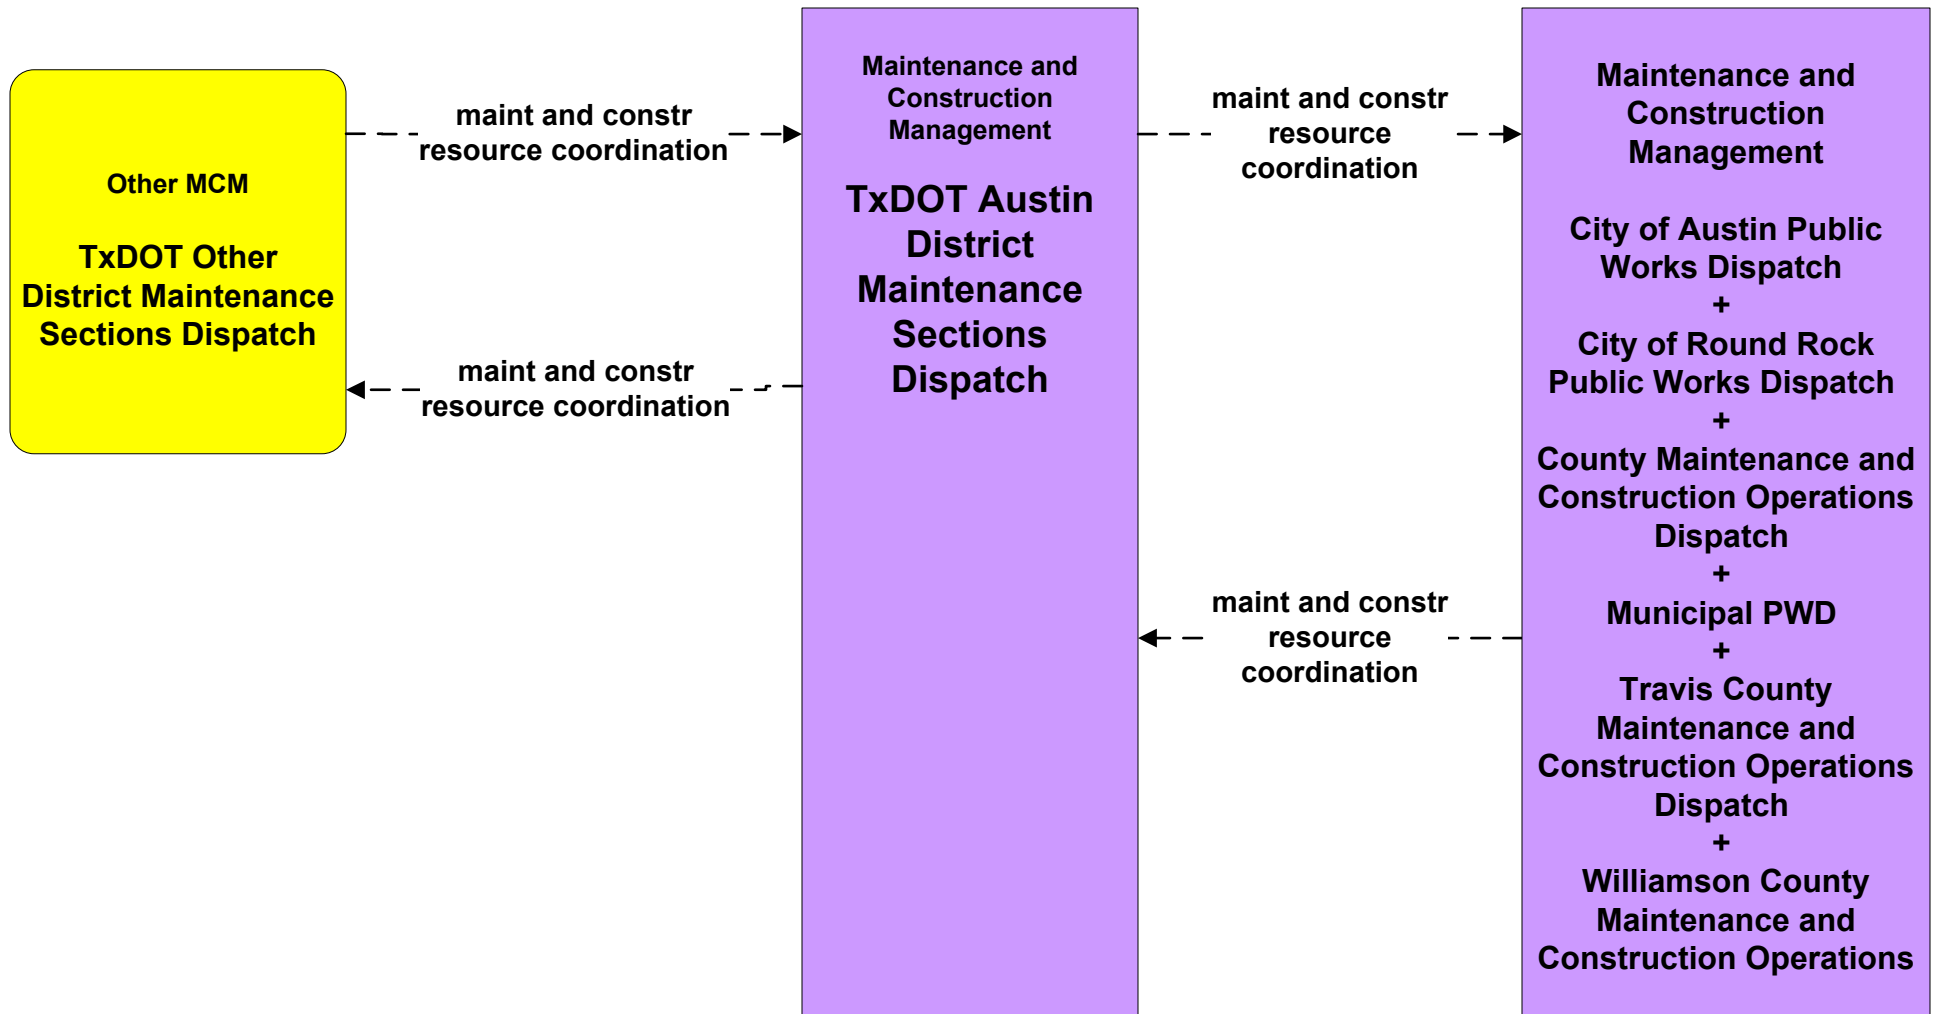 Other MCM
TxDOT Other
District Maintenance
Sections Dispatch
maint and constr
resource coordination
maint and constr
resource coordination
Maintenance and
Construction
Management
TxDOT Austin
District
Maintenance
Sections
Dispatch
maint and constr
resource
coordination
maint and constr
resource
coordination
Maintenance and
Construction
Management
City of Austin Public
Works Dispatch
+
City of Round Rock
Public Works Dispatch
+
County Maintenance and
Construction Operations
Dispatch
+
Municipal PWD
+
Travis County
Maintenance and
Construction Operations
Dispatch
+
Williamson County
Maintenance and
Construction Operations